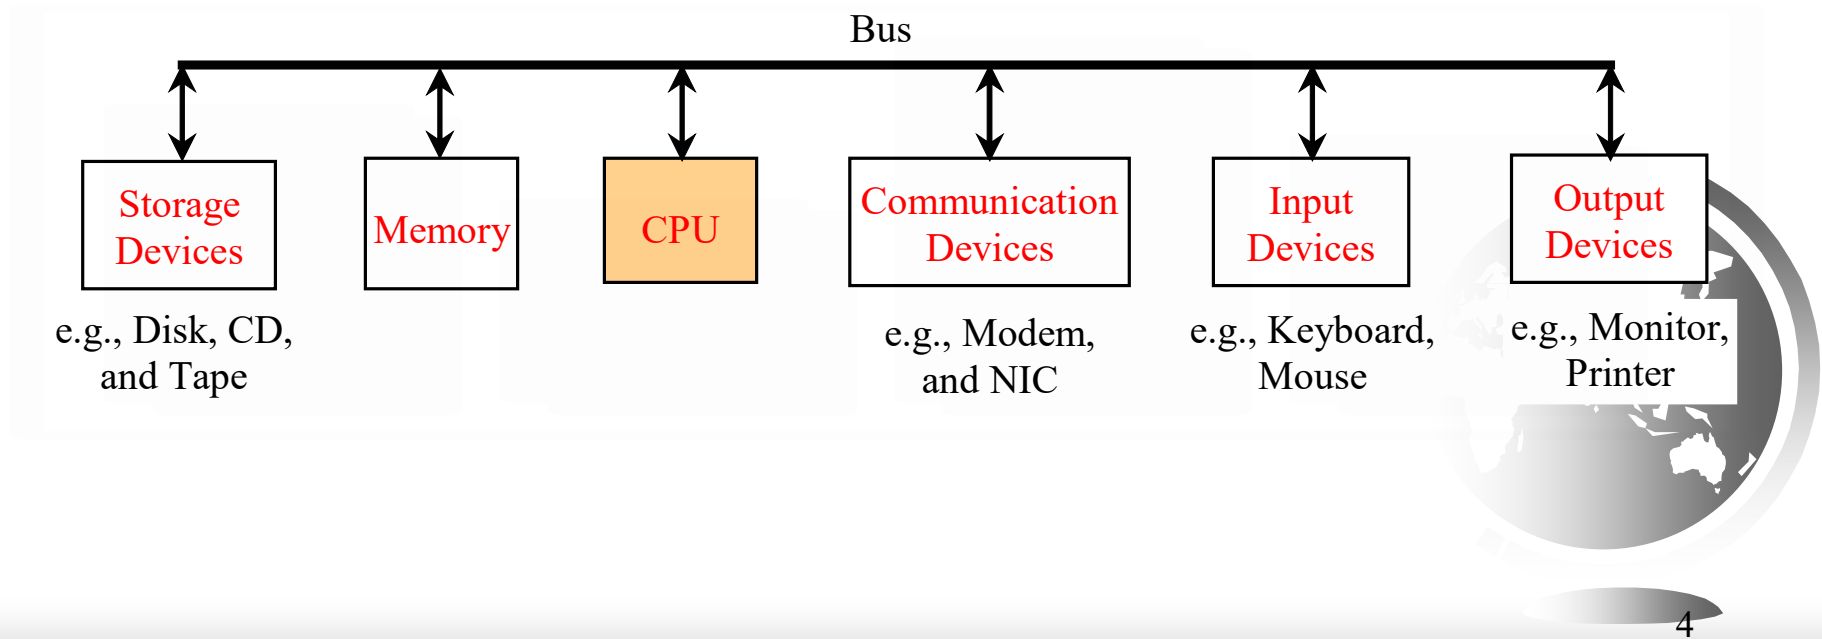 Bus
Storage
Devices
Memory
CPU
Communication
Devices
Input
Devices
Output
Devices
e.g., Disk, CD,
and Tape
e.g., Modem,
and NIC
e.g., Keyboard,
Mouse
e.g., Monitor,
Printer
4